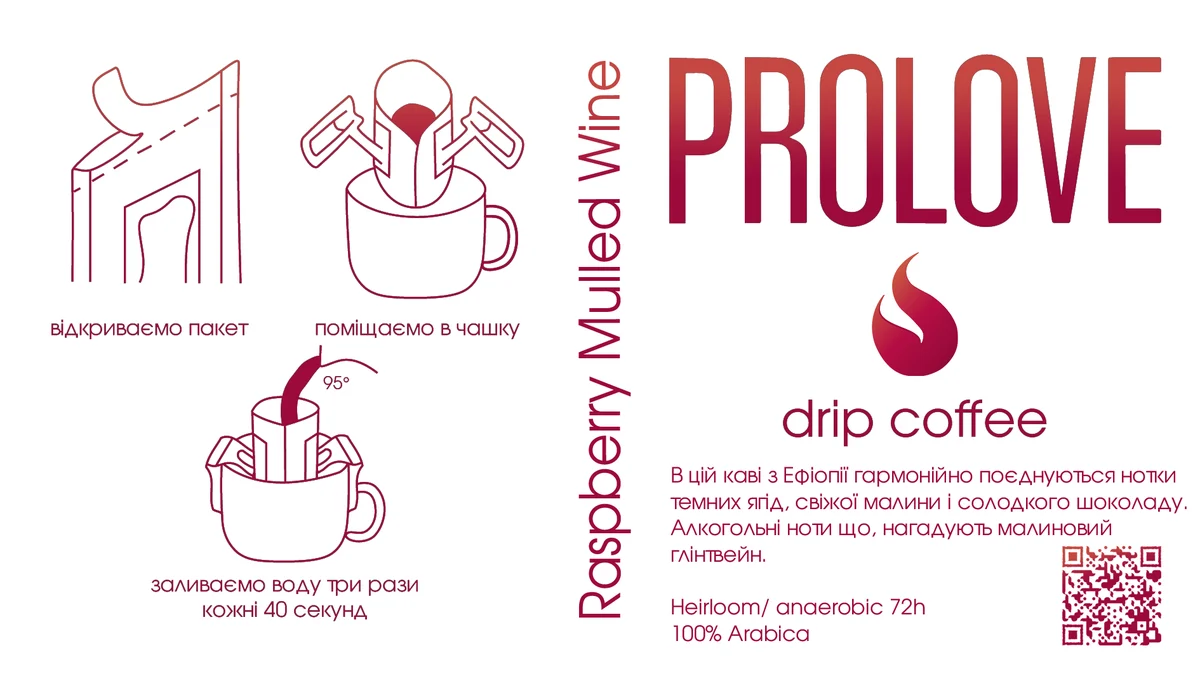 відкриваємо пакет
поміщаємо в чашку
95°
заливаємо воду три рази
кожні 40 секунд
Raspberry Mulled Wine
PROLOVE
drip coffee
В цій каві з Ефіопії гармонійно поєднуються нотки
темних ягід, свіжої малини і солодкого шоколаду.
Алкогольні ноти що, нагадують малиновий
глінтвейн.
Heirloom/ anaerobic 72h
100% Arabica